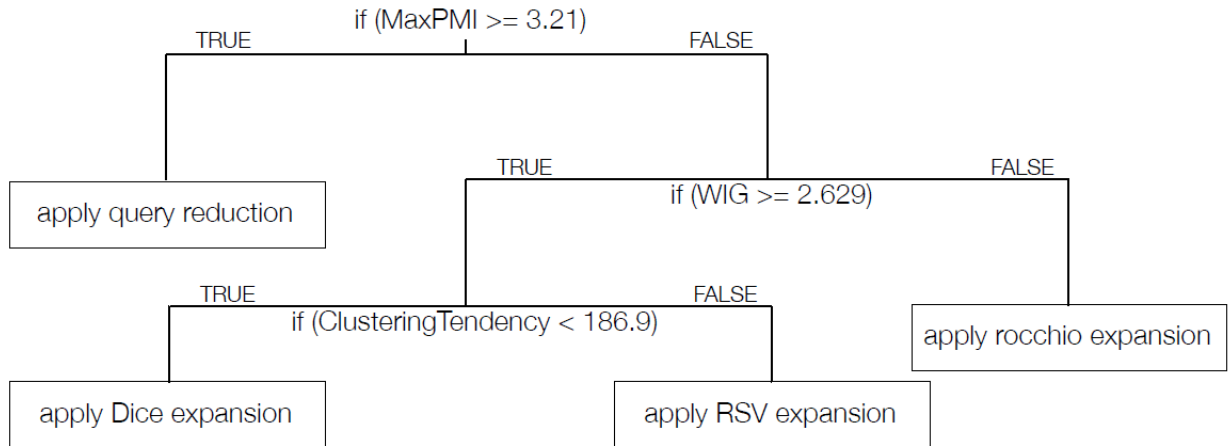 if (MaxPMI >= 3.21)
TRUE
FALSE
apply query reduction
TRUE
FALSE
if (WIG >= 2.629)
TRUE
FALSE
if (ClusteringTendency < 186.9)
apply rocchio expansion
apply Dice expansion
apply RSV expansion